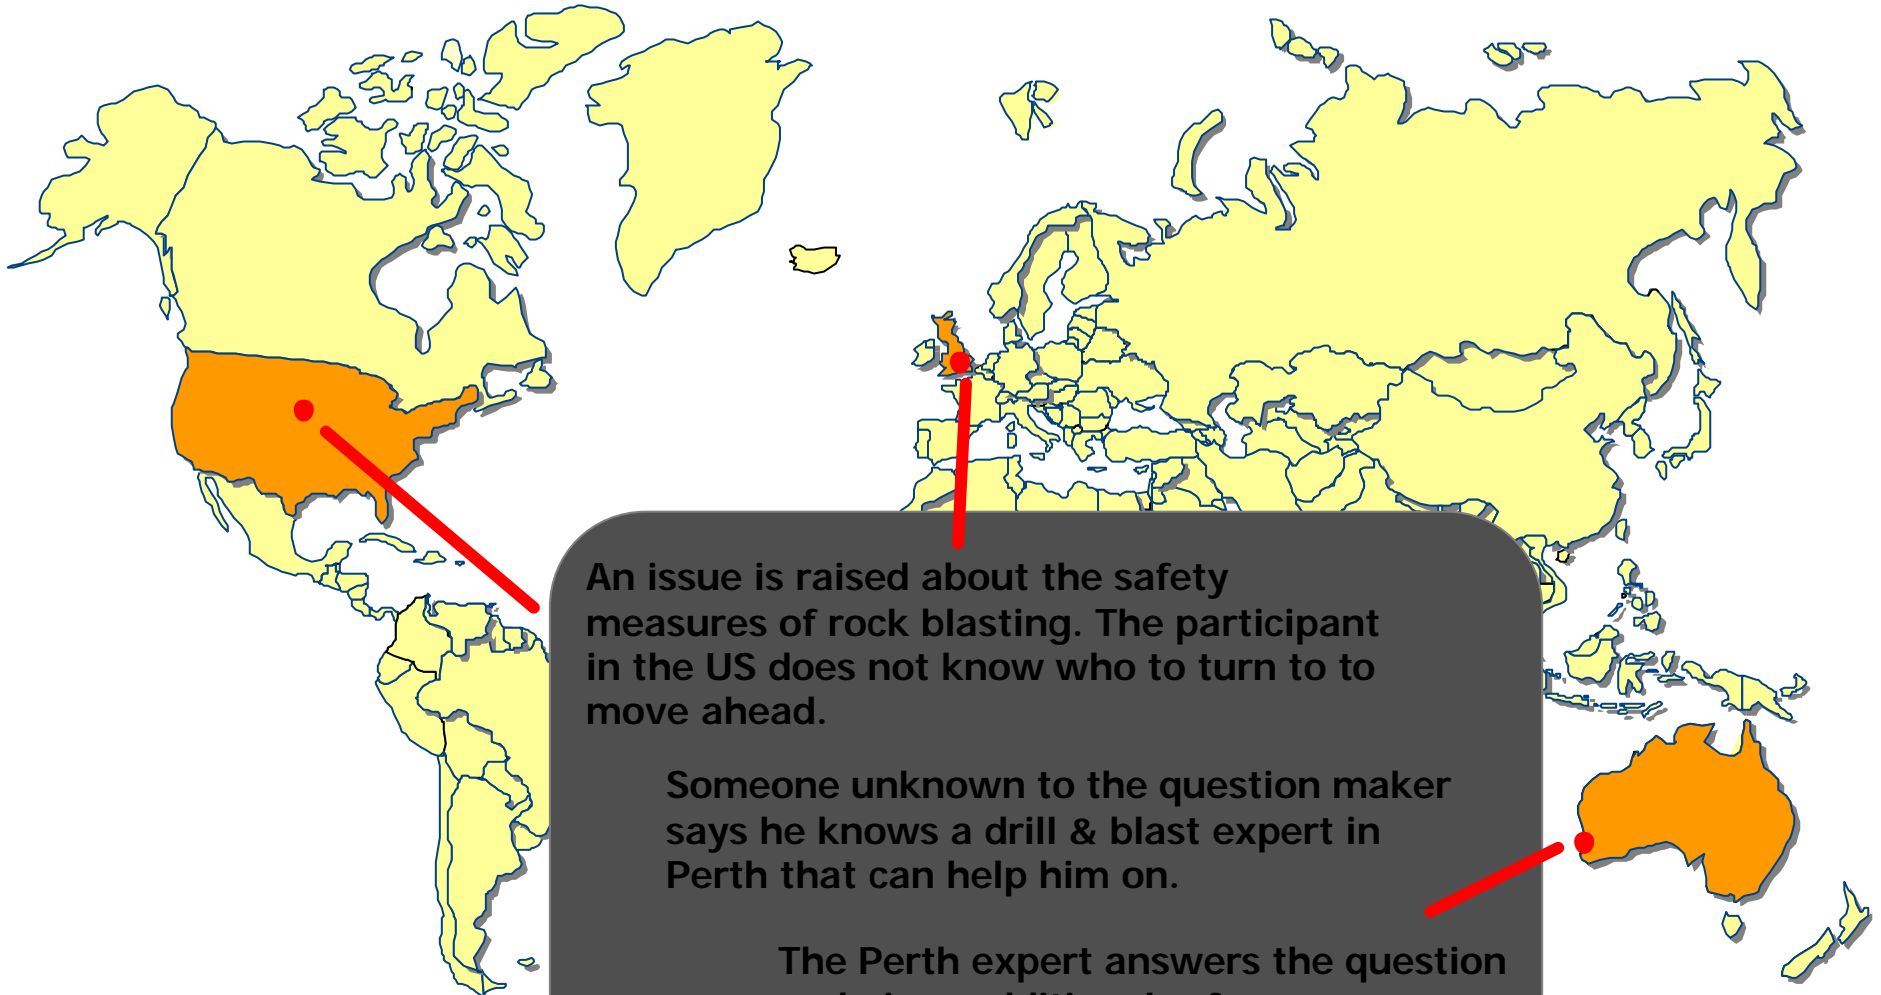 An issue is raised about the safety
measures of rock blasting. The participant
in the US does not know who to turn to to
move ahead.
Someone unknown to the question maker
says he knows a drill & blast expert in
Perth that can help him on.
The Perth expert answers the question